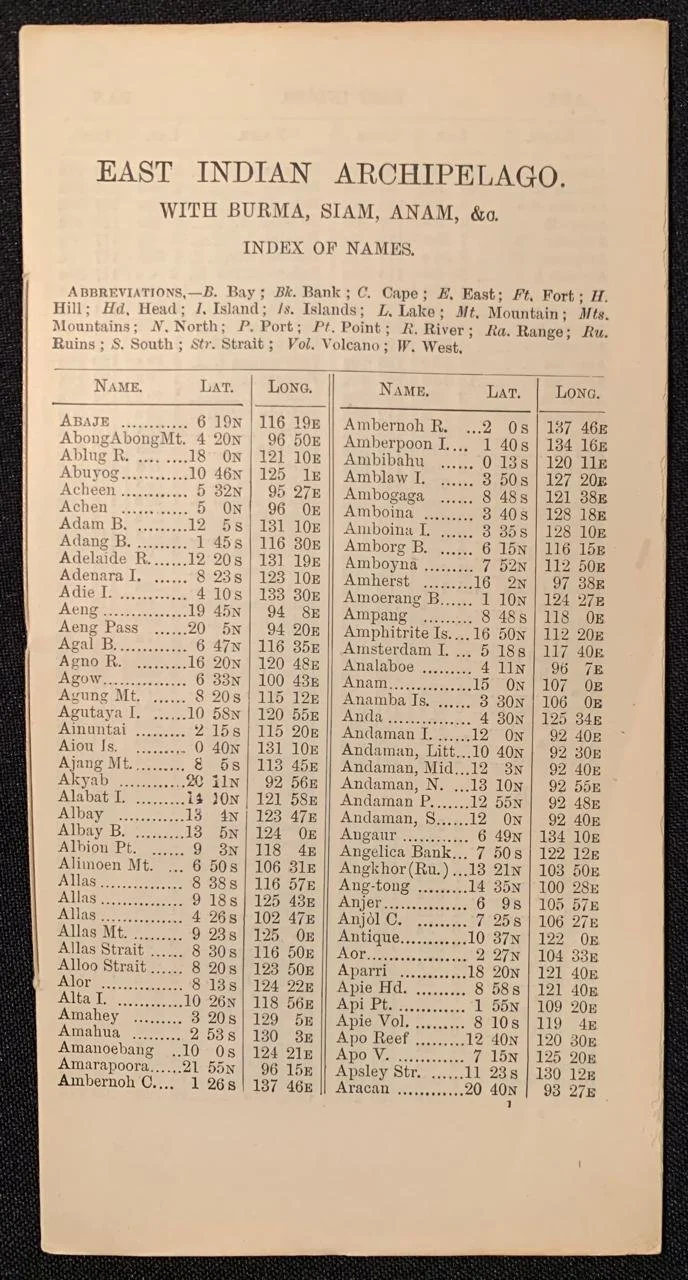 EAST INDIAN ARCHIPELAGO.
WITH BURMA, SIAM, ANAM, &c.
INDEX OF NAMES.
ABBREVIATIONS,—B. Bay; Bk. Bank; C. Cape; E. East; Ft. Fort; H.
Hill; Hd. Head; I. Island; Is. Islands; L. Lake; Mt. Mountain; Mts.
Mountains; N. North; P. Port; Pt. Point; R. River; Ra. Range; Ru.
Ruins; S. South; Str. Strait; Vol. Volcano; W. West.
NAME. LAT. LONG.
ABAJE ............ 6 19N 116 19E
AbongAbongMt. 4 20N 96 50E
Ablug R. .... .....18 0N 121 10E
Abuyog..........10 46N 125 1E
Acheen ............ 5 32N 95 27E
Achen ............ 5 0N 96 0E
Adam B. .........12 5s 131 10E
Adang B. ......... 1 45s 116 30E
Adelaide R.......12 20s 131 19E
Adenara I. ...... 8 23s 123 10E
Adie I. ............ 4 10s 133 30E
Aeng ...............19 45N 94 8E
Aeng Pass ......20 5N 94 20E
Agal B............. 6 47N 116 35E
Agno R. .........16 20N 120 48E
Agow............... 6 33N 100 43E
Agung Mt. ...... 8 20s 115 12E
Agutaya I. ......10 58N 120 55E
Ainuntai ......... 2 15s 115 20E
Aiou Is. ......... 0 40N 131 10E
Ajang Mt.......... 8 5s 113 45E
Akyab ............20 11N 92 56E
Alabat I. .........14 10N 121 58E
Albay ............13 4N 123 47E
Albay B. .........13 5N 124 0E
Albion Pt. ...... 9 3N 118 4E
Alimoen Mt. ... 6 50s 106 31E
Allas ............... 8 38s 116 57E
Allas ............... 9 18s 125 43E
Allas ............... 4 26s 102 47E
Allas Mt. ......... 9 23s 125 0E
Allas Strait ...... 8 30s 116 50E
Alloo Strait ...... 8 20s 123 50E
Alor ............... 8 13s 124 22E
Alta I. ............10 26N 118 56E
Amahey ......... 3 20s 129 5E
Amahua ......... 2 53s 130 3E
Amanoebang ..10 0s 124 21E
Amarapoora......21 55N 96 15E
Ambernoh C.... 1 26s 137 46E
NAME. LAT. LONG.
Ambernoh R. ...2 0s 137 46E
Amberpoon I.... 1 40s 134 16E
Ambibahu ...... 0 13s 120 11E
Amblaw I. ...... 3 50s 127 20E
Ambogaga ...... 8 48s 121 38E
Amboina ......... 3 40s 128 18E
Amboina I. ...... 3 35s 128 10E
Amborg B. ...... 6 15N 116 15E
Amboyna ......... 7 52N 112 50E
Amherst .........16 2N 97 38E
Amoerang B...... 1 10N 124 27E
Ampang ......... 8 48s 118 0E
Amphitrite Is....16 50N 112 20E
Amsterdam I. ... 5 18s 117 40E
Analaboe ......... 4 11N 96 7E
Anam...............15 0N 107 0E
Anamba Is. ...... 3 30N 106 0E
Anda ............... 4 30N 125 34E
Andaman I. ......12 0N 92 40E
Andaman, Litt...10 40N 92 30E
Andaman, Mid...12 3N 92 40E
Andaman, N. ...13 10N 92 55E
Andaman P.......12 55N 92 48E
Andaman, S......12 0N 92 40E
Angaur ............ 6 49N 134 10E
Angelica Bank... 7 50s 122 12E
Angkhor(Ru.)...13 21N 103 50E
Ang-tong .........14 35N 100 28E
Anjer............... 6 9s 105 57E
Anjòl C. ......... 7 25s 106 27E
Antique............10 37N 122 0E
Aor.................. 2 27N 104 33E
Aparri ............18 20N 121 40E
Apie Hd. ......... 8 58s 121 40E
Api Pt. ............ 1 55N 109 20E
Apie Vol. ......... 8 10s 119 4E
Apo Reef .........12 40N 120 30E
Apo V. ............ 7 15N 125 20E
Apsley Str. ......11 23s 130 12E
Aracan ............20 40N 93 27E
1